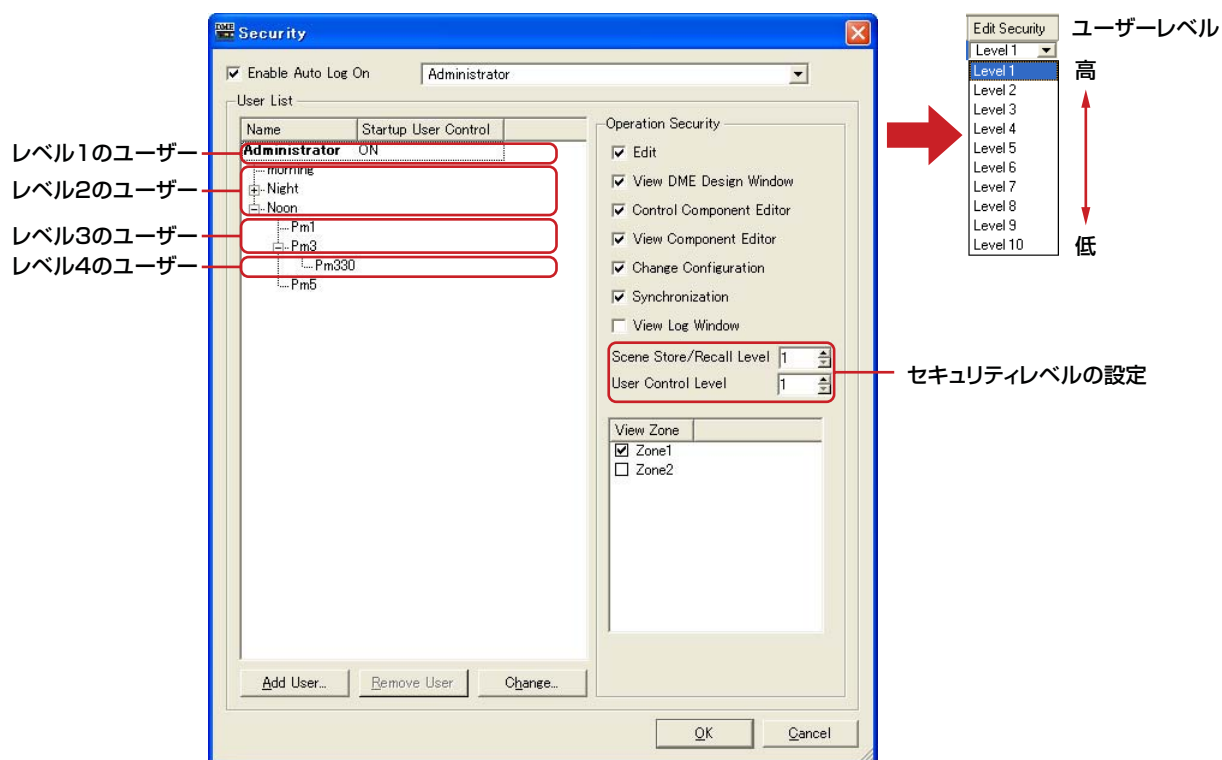 Security
Enable Auto Log On
Administrator
User List
Name
Startup User Control
Administrator
ON
morning
Night
Noon
Pm1
Pm3
Pm330
Pm5
レベル1のユーザー
レベル2のユーザー
レベル3のユーザー
レベル4のユーザー
Add User...
Remove User
Change...
Operation Security
Edit
View DME Design Window
Control Component Editor
View Component Editor
Change Configuration
Synchronization
View Log Window
Scene Store/Recall Level 1
User Control Level 1
セキュリティレベルの設定
View Zone
Zone1
Zone2
OK
Cancel
Edit Security
Level 1
Level 1
Level 2
Level 3
Level 4
Level 5
Level 6
Level 7
Level 8
Level 9
Level 10
ユーザーレベル
高
低